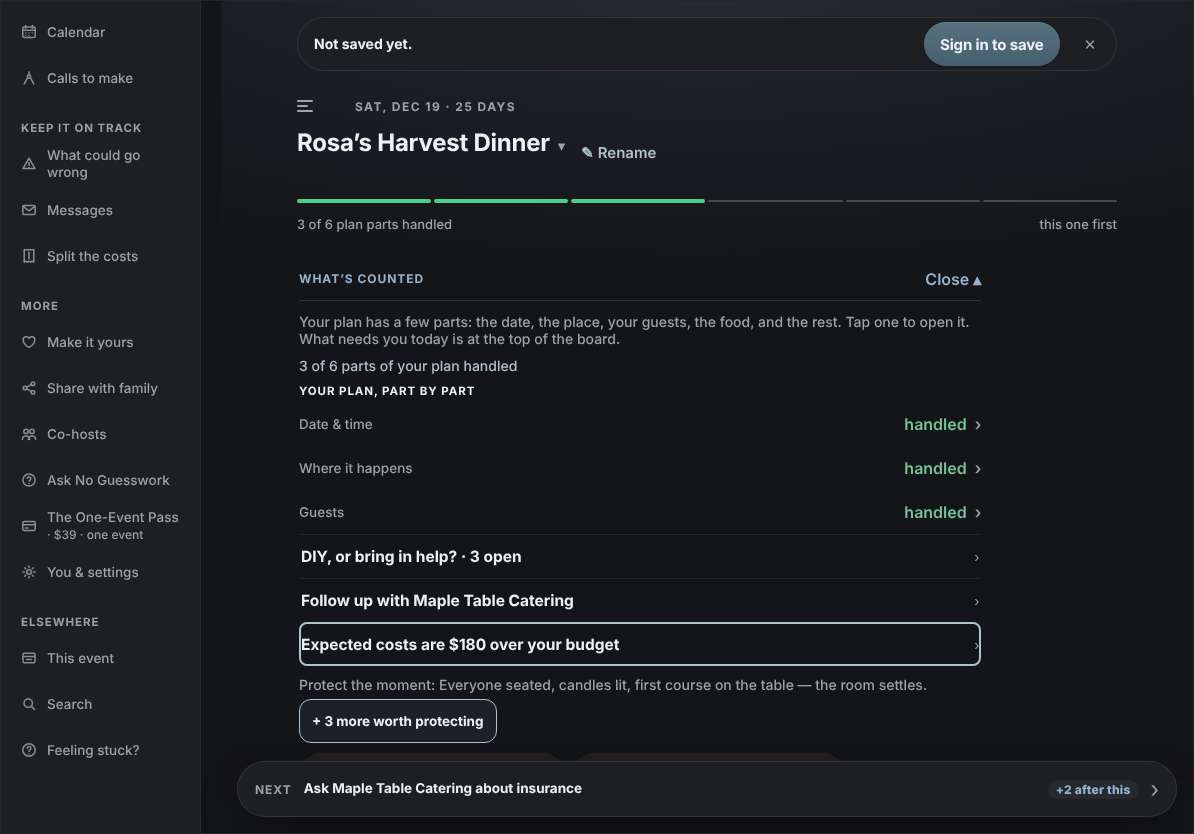 Calendar
Calls to make
KEEP IT ON TRACK
What could go
wrong
Messages
Split the costs
MORE
Make it yours
Share with family
Co-hosts
Ask No Guesswork
The One-Event Pass
· $39 · one event
You & settings
ELSEWHERE
This event
Search
Feeling stuck?
Not saved yet.
Sign in to save ×
SAT, DEC 19 · 25 DAYS
Rosa’s Harvest Dinner ▾ ✎ Rename
3 of 6 plan parts handled
this one first
WHAT’S COUNTED
Close ▴
Your plan has a few parts: the date, the place, your guests, the food, and the rest. Tap one to open it.
What needs you today is at the top of the board.
3 of 6 parts of your plan handled
YOUR PLAN, PART BY PART
Date & time handled ›
Where it happens handled ›
Guests handled ›
DIY, or bring in help? · 3 open ›
Follow up with Maple Table Catering ›
Expected costs are $180 over your budget ›
Protect the moment: Everyone seated, candles lit, first course on the table — the room settles.
+ 3 more worth protecting
NEXT Ask Maple Table Catering about insurance +2 after this ›